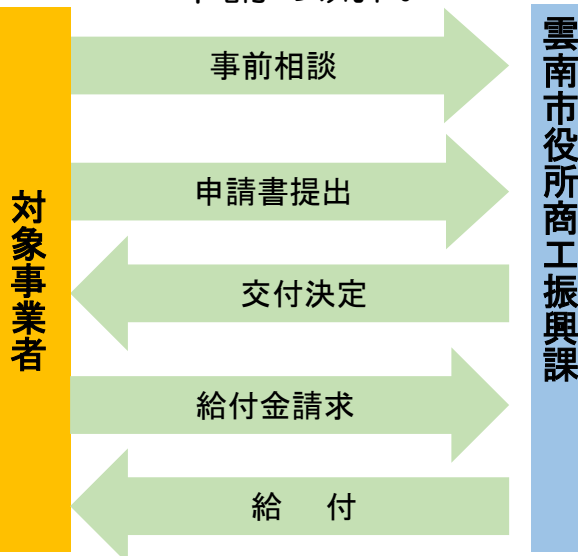 対象事業者
事前相談
申請書提出
交付決定
給付金請求
給　付
雲南市役所商工振興課